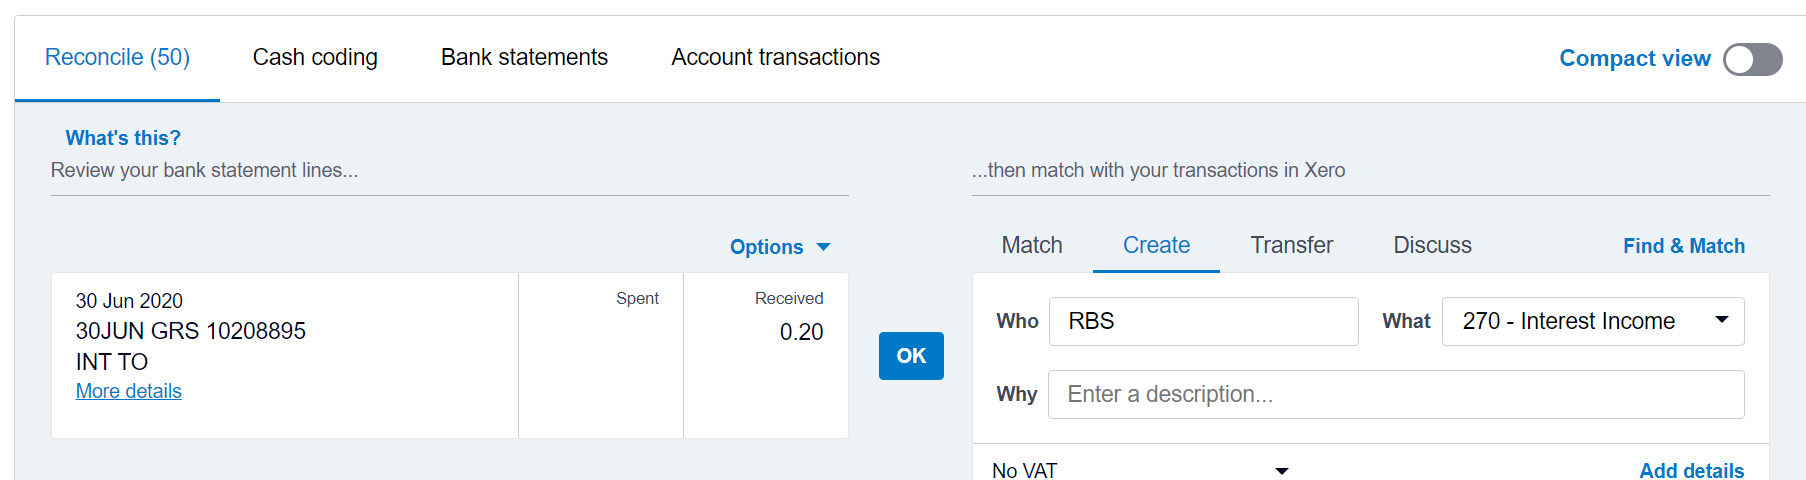 Reconcile (50) Cash coding Bank statements Account transactions Compact view
What's this?
Review your bank statement lines... ...then match with your transactions in Xero
Options Match Create Transfer Discuss Find & Match
30 Jun 2020 Spent Received
30JUN GRS 10208895 0.20
INT TO
More details
OK
Who RBS What 270 - Interest Income
Why Enter a description...
No VAT Add details